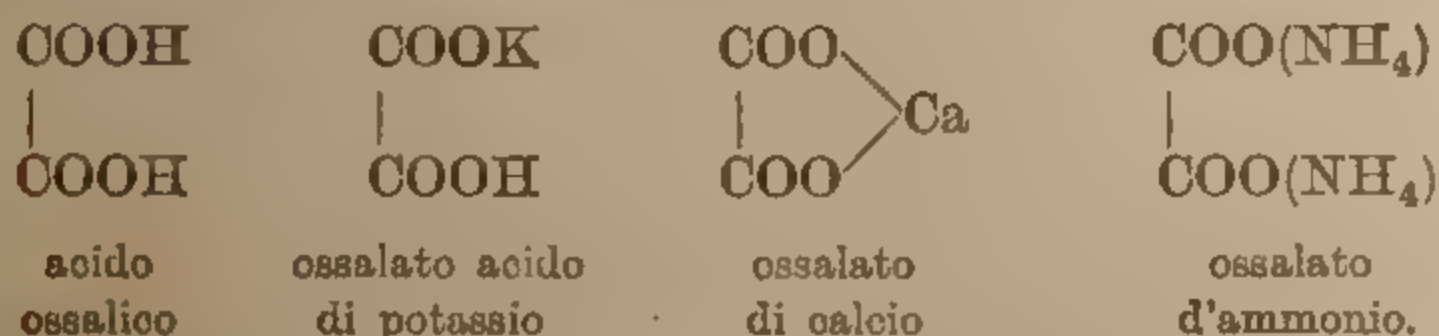 COOH COOK COO COO(NH₄)
Ca
COOH COOH COO COO(NH₄)
acido ossalato acido ossalato ossalato
ossalico di potassio di calcio d'ammonio.